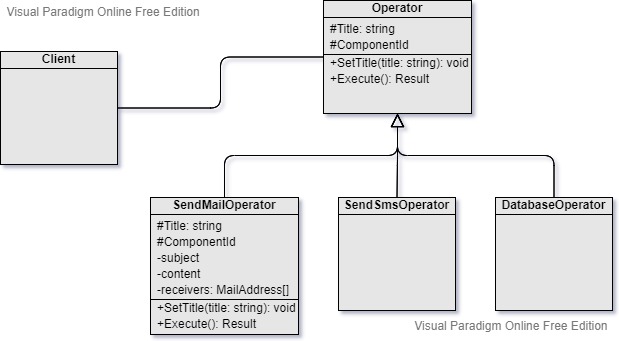 Visual Paradigm Online Free Edition
Operator
#Title: string
#ComponentId
+SetTitle(title: string): void
+Execute(): Result
Client
SendMailOperator
#Title: string
#ComponentId
-subject
-content
-receivers: MailAddress[]
+SetTitle(title: string): void
+Execute(): Result
SendSmsOperator
DatabaseOperator
Visual Paradigm Online Free Edition